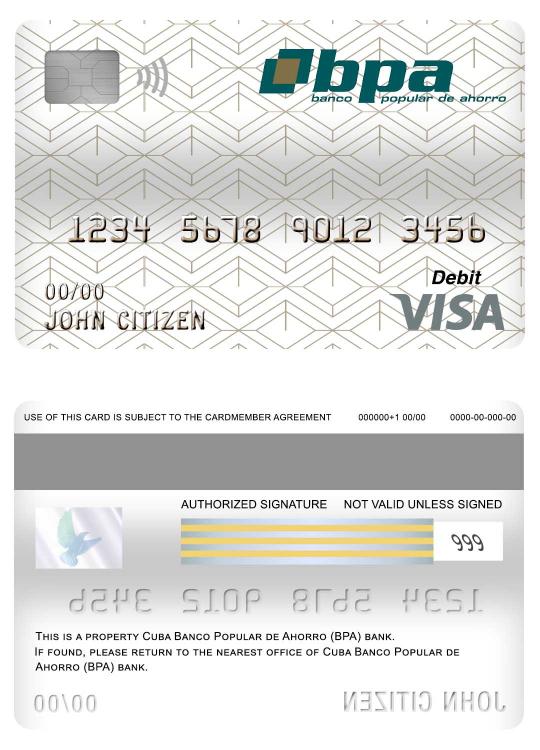 bpa
banco popular de ahorro
1234 5678 9012 3456
Debit
00/00
VISA
JOHN CITIZEN
USE OF THIS CARD IS SUBJECT TO THE CARDMEMBER AGREEMENT 000000+1 00/00 0000-00-000-00
AUTHORIZED SIGNATURE NOT VALID UNLESS SIGNED
999
1234 5678 9012 3456
THIS IS A PROPERTY CUBA BANCO POPULAR DE AHORRO (BPA) BANK.
IF FOUND, PLEASE RETURN TO THE NEAREST OFFICE OF CUBA BANCO POPULAR DE
AHORRO (BPA) BANK.
00/00 JOHN CITIZEN